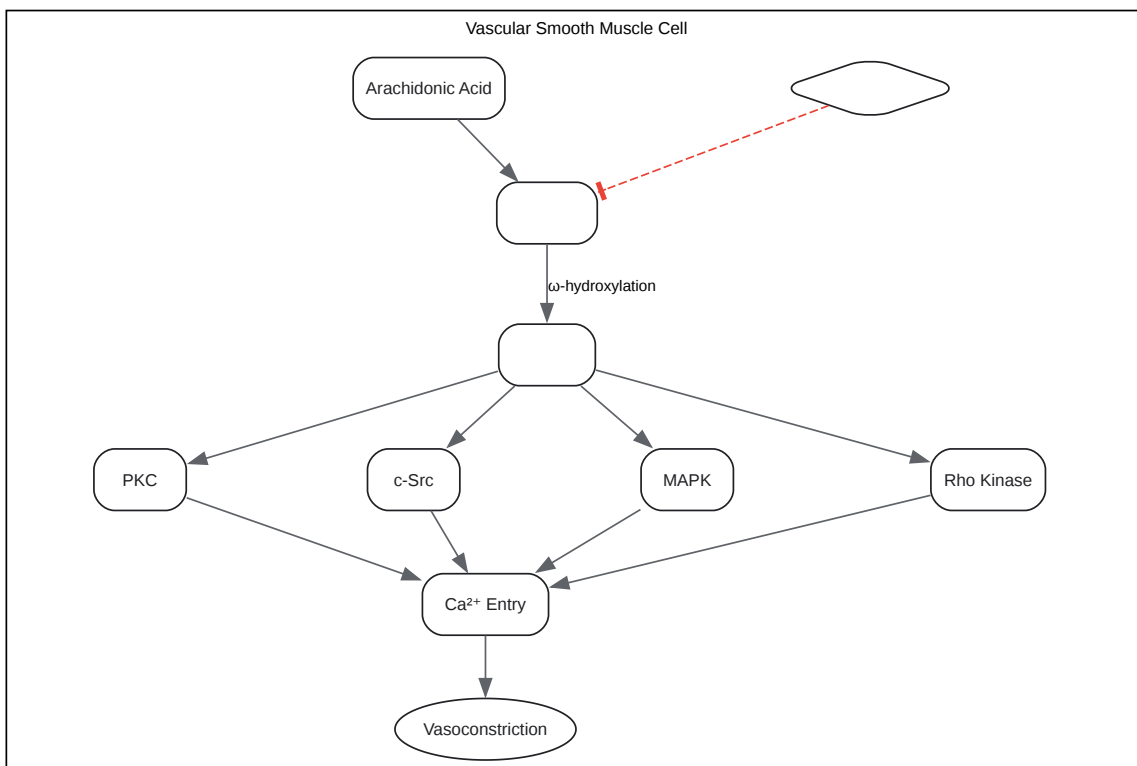 Vascular Smooth Muscle Cell
Arachidonic Acid
ω-hydroxylation
PKC
c-Src
MAPK
Rho Kinase
Ca²⁺ Entry
Vasoconstriction